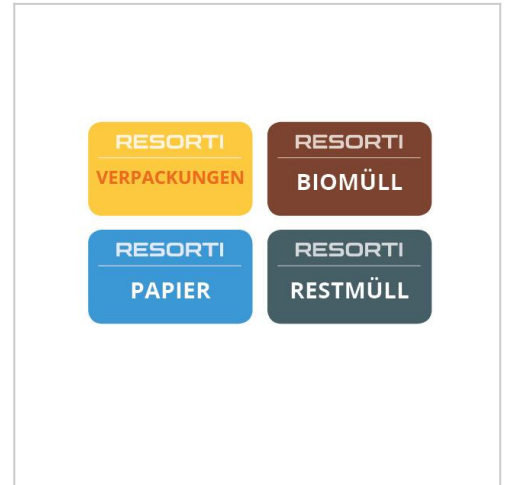 RESORTI
VERPACKUNGEN
RESORTI
BIOMÜLL
RESORTI
PAPIER
RESORTI
RESTMÜLL